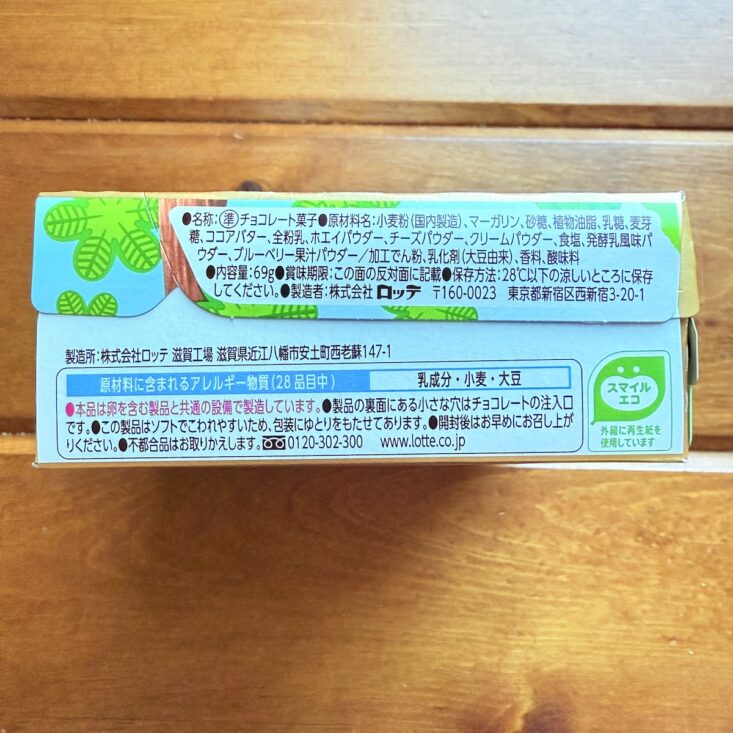 ●名称:㊜チョコレート菓子●原材料名:小麦粉(国内製造)、マーガリン、砂糖、植物油脂、乳糖、麦芽
糖、ココアバター、全粉乳、ホエイパウダー、チーズパウダー、クリームパウダー、食塩、発酵乳風味パ
ウダー、ブルーベリー果汁パウダー/加工でん粉、乳化剤(大豆由来)、香料、酸味料
●内容量:69g●賞味期限:この面の反対面に記載●保存方法:28℃以下の涼しいところに保存
してください。●製造者:株式会社 ロッテ 〒160-0023 東京都新宿区西新宿3-20-1
製造所:株式会社ロッテ 滋賀工場 滋賀県近江八幡市安土町西老蘇147-1
原材料に含まれるアレルギー物質(28品目中) 乳成分・小麦・大豆
●本品は卵を含む製品と共通の設備で製造しています。●製品の裏面にある小さな穴はチョコレートの注入口
です。●この製品はソフトでこわれやすいため、包装にゆとりをもたせてあります。●開封後はお早めにお召し上が
りください。●不都合品はお取りかえします。0120-302-300 www.lotte.co.jp
スマイル
エコ
外箱に再生紙を
使用しています